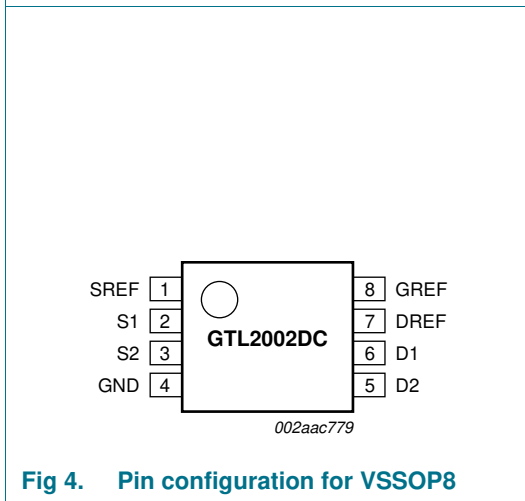 SREF 1 8 GREF
S1 2 7 DREF
GTL2002DC
S2 3 6 D1
GND 4 5 D2
002aac779
Fig 4. Pin configuration for VSSOP8